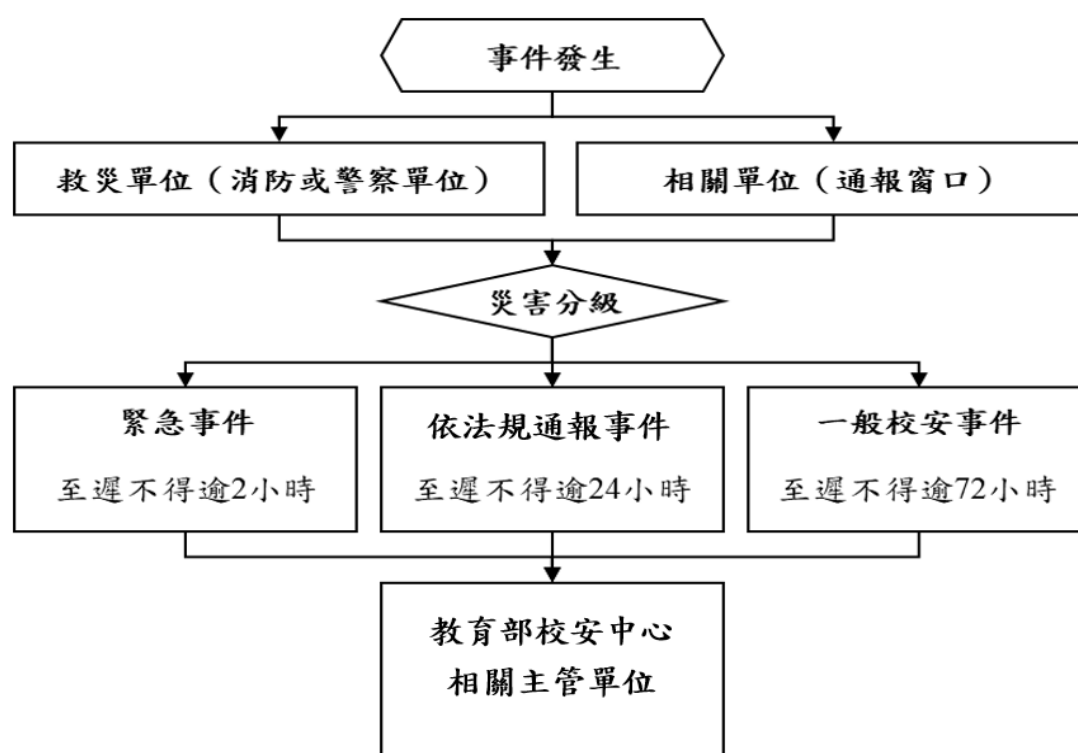 事件發生
救災單位（消防或警察單位）
相關單位（通報窗口）
災害分級
緊急事件
至遲不得逾2小時
依法規通報事件
至遲不得逾24小時
一般校安事件
至遲不得逾72小時
教育部校安中心
相關主管單位